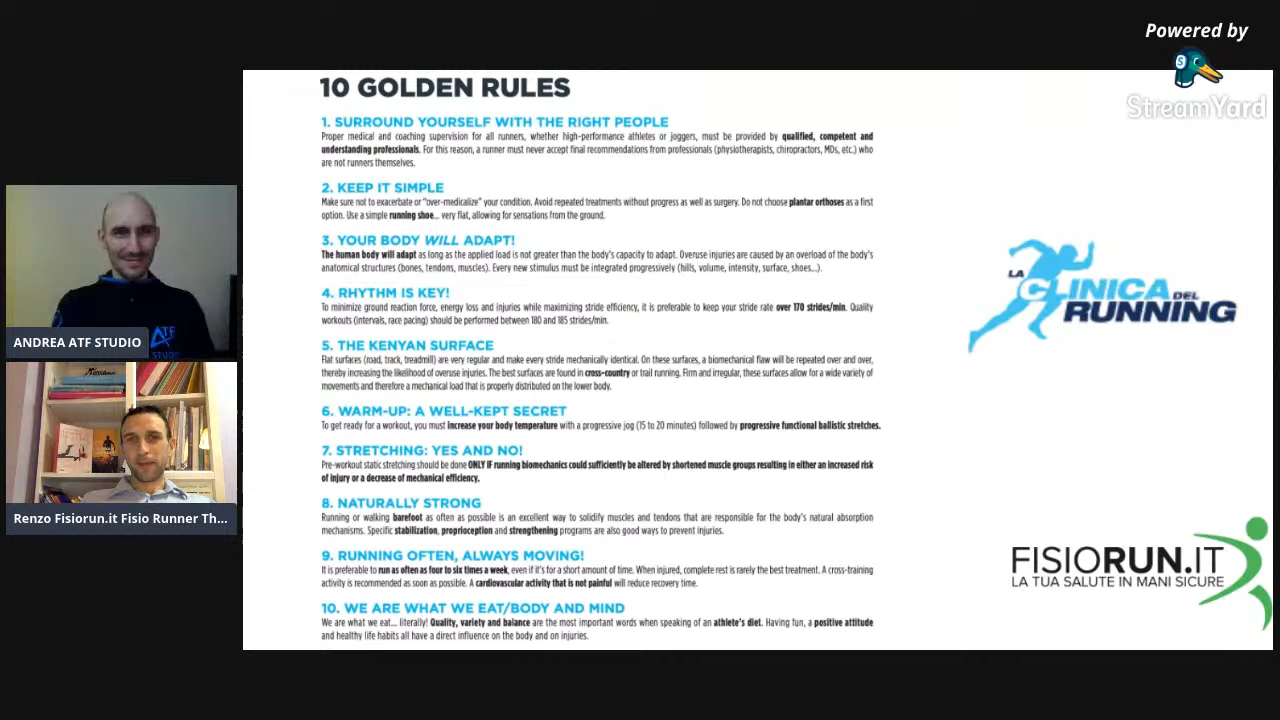 Powered by
StreamYard
10 GOLDEN RULES
1. SURROUND YOURSELF WITH THE RIGHT PEOPLE
Proper medical and coaching supervision for all runners, whether high-performance athletes or joggers, must be provided by qualified, competent and
understanding professionals. For this reason, a runner must never accept final recommendations from professionals (physiotherapists, chiropractors, MDs, etc.) who
are not runners themselves.
2. KEEP IT SIMPLE
Make sure not to exacerbate or “over-medicalize” your condition. Avoid repeated treatments without progress as well as surgery. Do not choose plantar orthoses as a first
option. Use a simple running shoe... very flat, allowing for sensations from the ground.
3. YOUR BODY WILL ADAPT!
The human body will adapt as long as the applied load is not greater than the body's capacity to adapt. Overuse injuries are caused by an overload of the body's
anatomical structures (bones, tendons, muscles). Every new stimulus must be integrated progressively (hills, volume, intensity, surface, shoes...).
4. RHYTHM IS KEY!
To minimize ground reaction force, energy loss and injuries while maximizing stride efficiency, it is preferable to keep your stride rate over 170 strides/min. Quality
workouts (intervals, race pacing) should be performed between 180 and 185 strides/min.
5. THE KENYAN SURFACE
Flat surfaces (road, track, treadmill) are very regular and make every stride mechanically identical. On these surfaces, a biomechanical flaw will be repeated over and over,
thereby increasing the likelihood of overuse injuries. The best surfaces are found in cross-country or trail running. Firm and irregular, these surfaces allow for a wide variety of
movements and therefore a mechanical load that is properly distributed on the lower body.
6. WARM-UP: A WELL-KEPT SECRET
To get ready for a workout, you must increase your body temperature with a progressive jog (15 to 20 minutes) followed by progressive functional ballistic stretches.
7. STRETCHING: YES AND NO!
Pre-workout static stretching should be done ONLY IF running biomechanics could sufficiently be altered by shortened muscle groups resulting in either an increased risk
of injury or a decrease of mechanical efficiency.
8. NATURALLY STRONG
Running or walking barefoot as often as possible is an excellent way to solidify muscles and tendons that are responsible for the body's natural absorption
mechanisms. Specific stabilization, proprioception and strengthening programs are also good ways to prevent injuries.
9. RUNNING OFTEN, ALWAYS MOVING!
It is preferable to run as often as four to six times a week, even if it's for a short amount of time. When injured, complete rest is rarely the best treatment. A cross-training
activity is recommended as soon as possible. A cardiovascular activity that is not painful will reduce recovery time.
10. WE ARE WHAT WE EAT/BODY AND MIND
We are what we eat... literally! Quality, variety and balance are the most important words when speaking of an athlete's diet. Having fun, a positive attitude
and healthy life habits all have a direct influence on the body and on injuries.
LA CLINICA DEL
RUNNING
FISIORUN.IT
LA TUA SALUTE IN MANI SICURE
ATF
STUDIO
ANDREA ATF STUDIO
Renzo Fisiorun.it Fisio Runner Th...